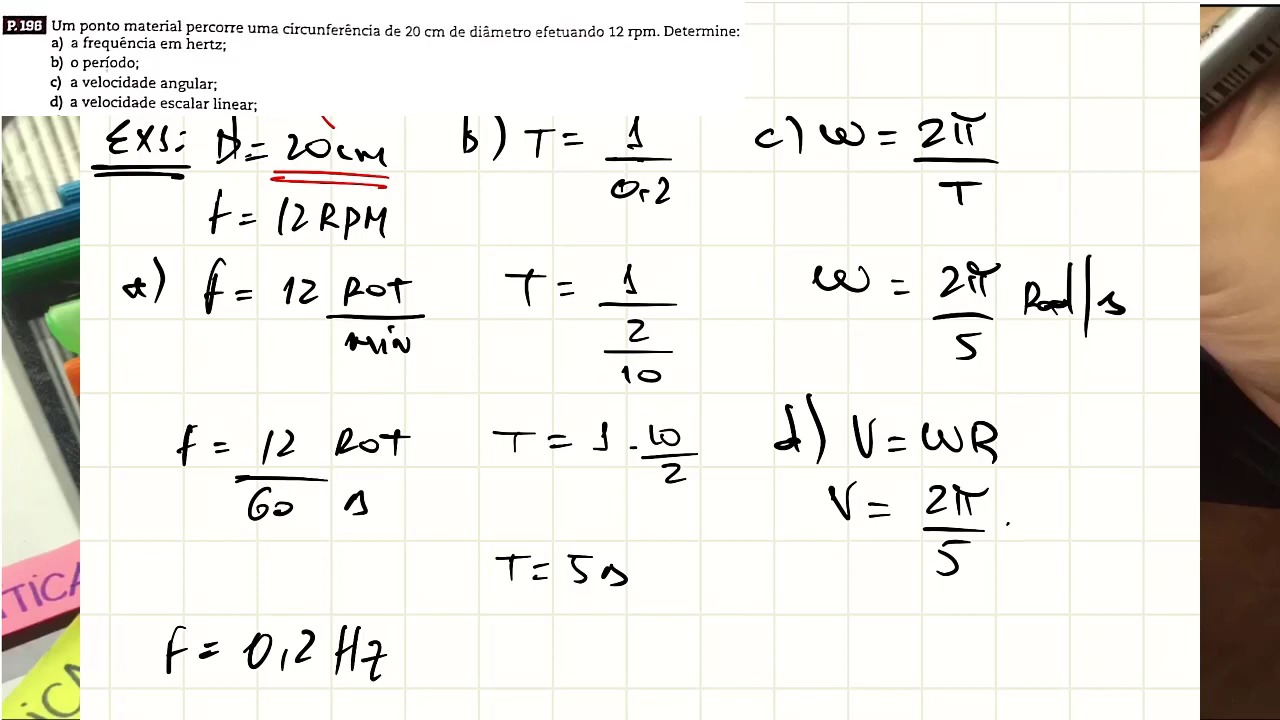 P.196 Um ponto material percorre uma circunferência de 20 cm de diâmetro efetuando 12 rpm. Determine:
a) a frequência em hertz;
b) o período;
c) a velocidade angular;
d) a velocidade escalar linear;
EXS: D = 20 cm
f = 12 RPM
a) f = 12 Rot/min
f = 12/60 Rot/s
f = 0,2 Hz
b) T = 1/0,2
T = 1/(2/10)
T = 1 . 10/2
T = 5 s
c) ω = 2π/T
ω = 2π/5 Rad/s
d) V = ωR
V = 2π/5 .